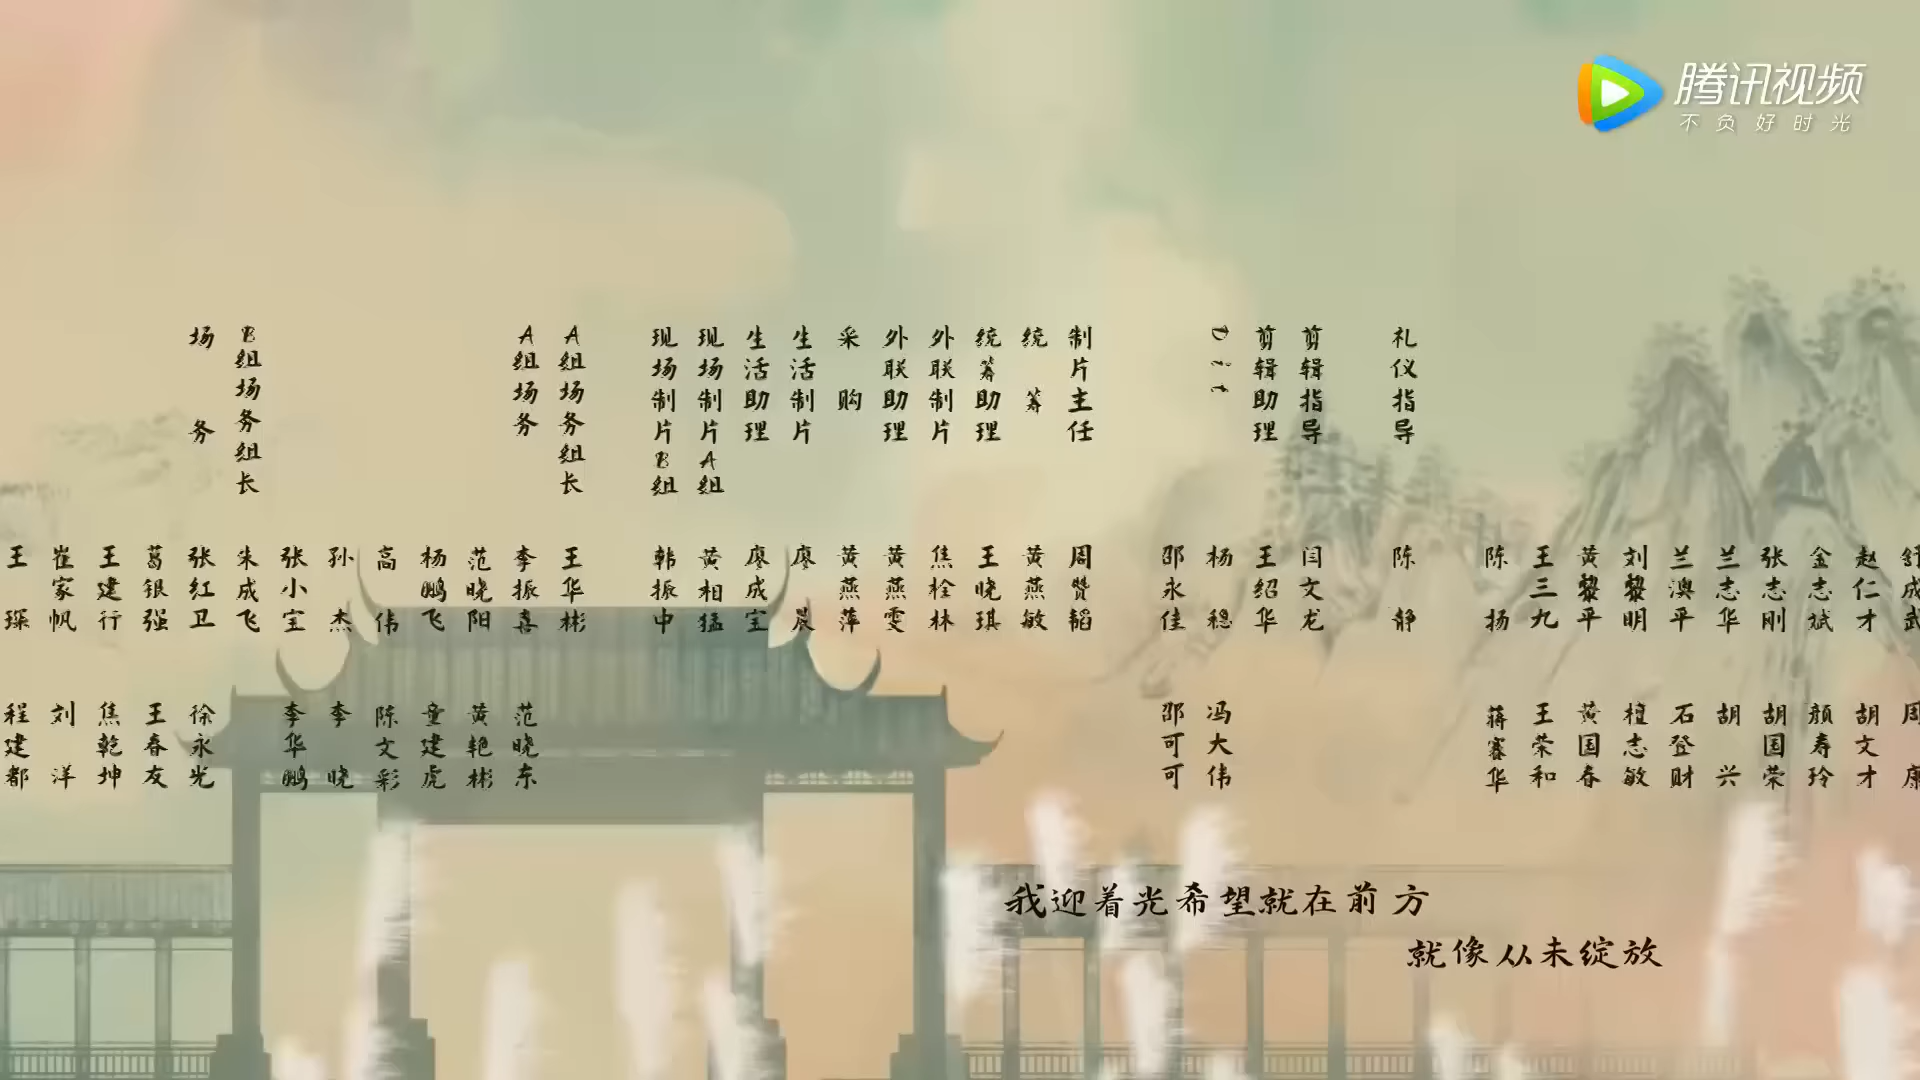 腾讯视频
不负好时光
礼仪指导
陈静
剪辑指导
闫文龙
剪辑助理
王绍华
Dit
杨稳
冯大伟
邵永佳
邵可可
制片主任
周赞韬
统筹
黄燕敏
统筹助理
王晓琪
外联制片
焦栓林
外联助理
黄燕雯
采购
黄燕萍
生活制片
廖晨
生活助理
廖成宝
现场制片A组
黄相猛
现场制片B组
韩振中
A组场务组长
王华彬
A组场务
李振喜
范晓东
范晓阳
黄艳彬
杨鹏飞
童建虎
高伟
陈文彩
孙杰
李晓
张小宝
李华鹏
B组场务组长
朱成飞
场务
张红卫
徐永光
葛银强
王春友
王建行
焦乾坤
崔家帆
刘洋
王琛
程建都
舒成武
周康
赵仁才
胡文才
金志斌
颜寿玲
张志刚
胡国荣
兰志华
胡兴
兰澳平
石登财
刘黎明
植志敏
黄黎平
黄国春
王三九
王荣和
陈扬
蒋赛华
我迎着光希望就在前方
就像从未绽放